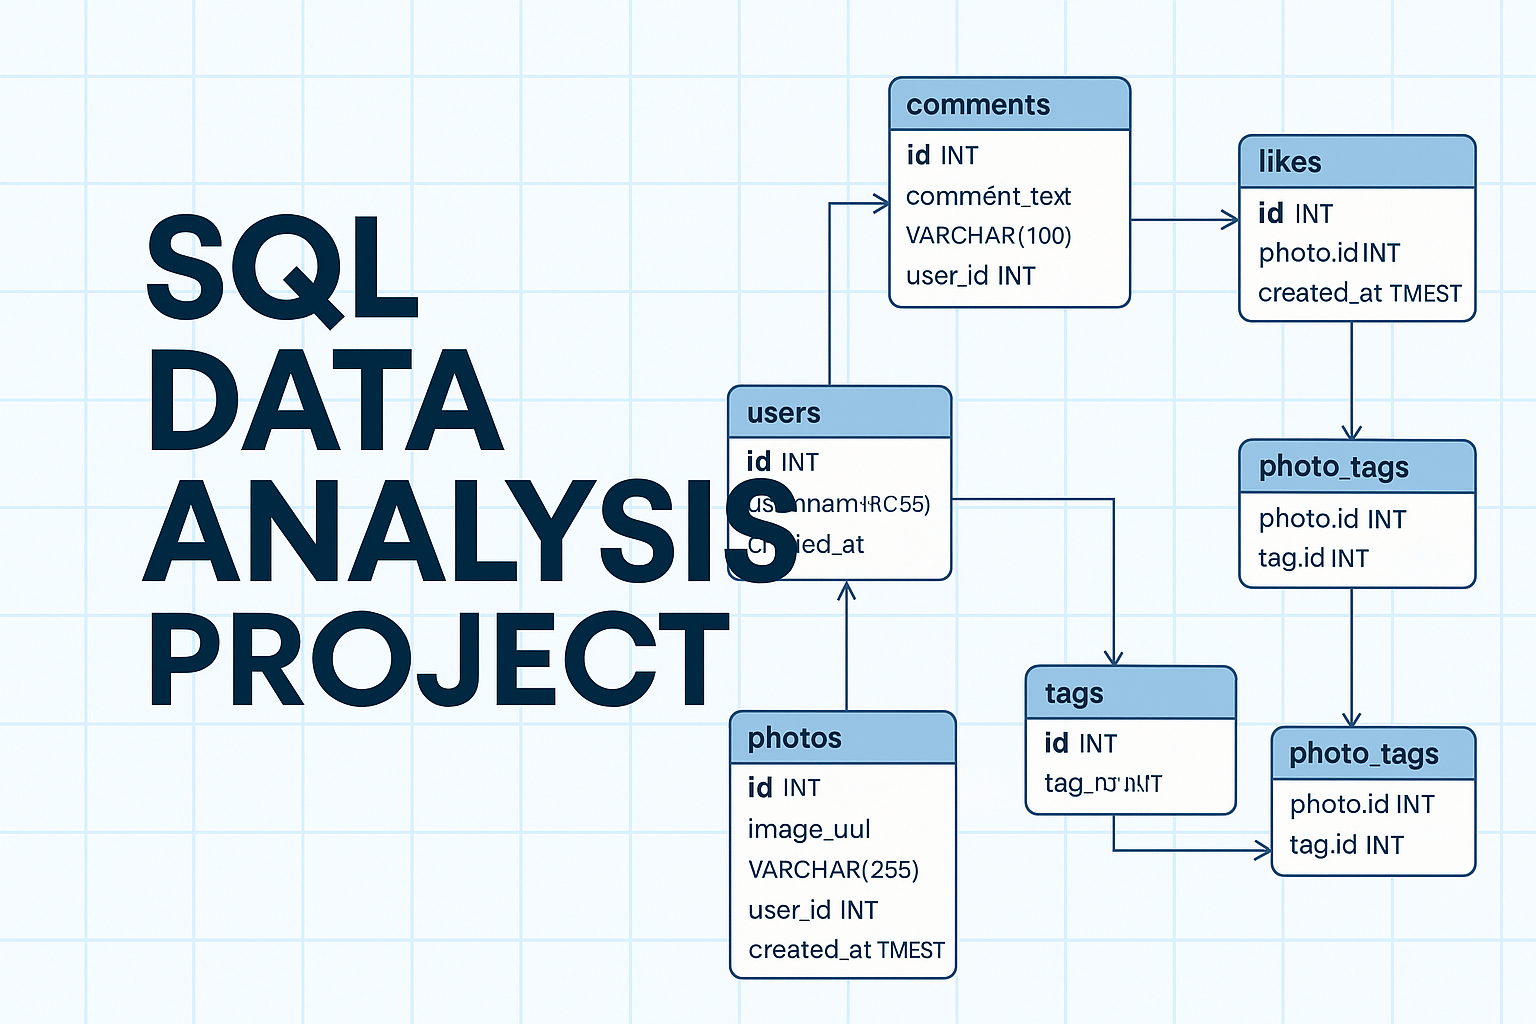 SQL
DATA
ANALYSIS
PROJECT
comments
id INT
commént_text
VARCHAR(100)
user_id INT
likes
id INT
photo.id INT
created_at TMEST
users
id INT
photo_tags
photo.id INT
tag.id INT
tags
id INT
photos
id INT
image_uul
VARCHAR(255)
user_id INT
created_at TMEST
photo_tags
photo.id INT
tag.id INT